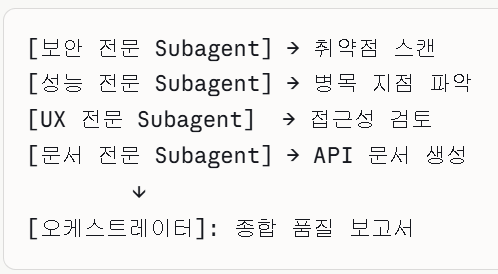 [보안 전문 Subagent] → 취약점 스캔
[성능 전문 Subagent] → 병목 지점 파악
[UX 전문 Subagent]  → 접근성 검토
[문서 전문 Subagent] → API 문서 생성
↓
[오케스트레이터]: 종합 품질 보고서